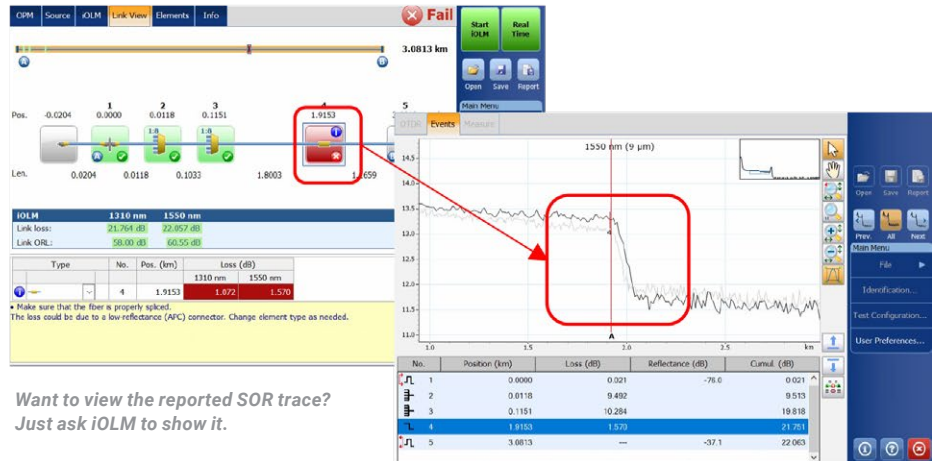 OPM Source iOLM Link View Elements Info
Fail
Start iOLM
Real Time
3.0813 km
A B
Open Save Report
Main Menu
1 2 3 4 5
Pos. -0.0204 0.0000 0.0118 0.1151 1.9153
1:8 1:8
A
Len. 0.0204 0.0118 0.1033 1.8003
iOLM 1310 nm 1550 nm
Link loss: 21.764 dB 22.057 dB
Link ORL: 58.00 dB 60.55 dB
Type No. Pos. (km) Loss (dB)
1310 nm 1550 nm
4 1.9153 1.072 1.570
• Make sure that the fiber is properly spliced.
The loss could be due to a low-reflectance (APC) connector. Change element type as needed.
Want to view the reported SOR trace?
Just ask iOLM to show it.
OTDR Events Measure
1550 nm (9 µm)
14.5
14.0
13.5
13.0
12.5
12.0
11.5
11.0
1.0 1.5 2.0 2.5 km
A
No. Position (km) Loss (dB) Reflectance (dB) Cumul. (dB)
1 0.0000 0.021 -76.0 0.021
2 0.0118 9.492 9.513
3 0.1151 10.284 19.818
4 1.9153 1.570 21.751
5 3.0813 --- -37.1 22.063
Open Save Report
Prev. All Next
Main Menu
File
Identification...
Test Configuration...
User Preferences...